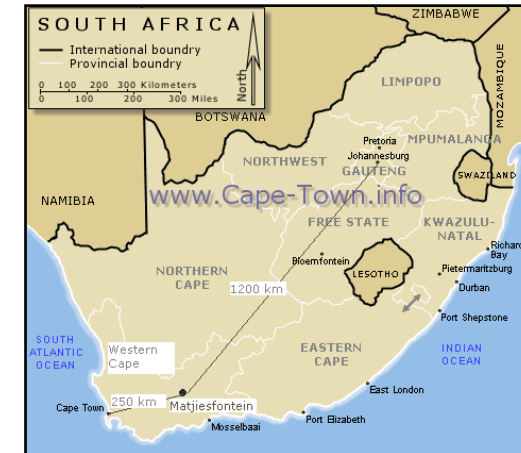 SOUTH AFRICA
International boundry
Provincial boundry
0 100 200 300 Kilometers
0 100 200 300 Miles
North
ZIMBABWE
MOZAMBIQUE
LIMPOPO
BOTSWANA
Pretoria
MPUMALANGA
Johannesburg
NORTHWEST
GAUTENG
SWAZILAND
www.Cape-Town.info
NAMIBIA
FREE STATE
KWAZULU-
NATAL
Richard
Bay
Bloemfontein
Pietermaritzburg
NORTHERN
CAPE
LESOTHO
Durban
1200 km
Port Shepstone
SOUTH
ATLANTIC
OCEAN
Western
Cape
EASTERN
CAPE
INDIAN
OCEAN
East London
250 km
Cape Town
Matjiesfontein
Port Elizabeth
Mosselbaai